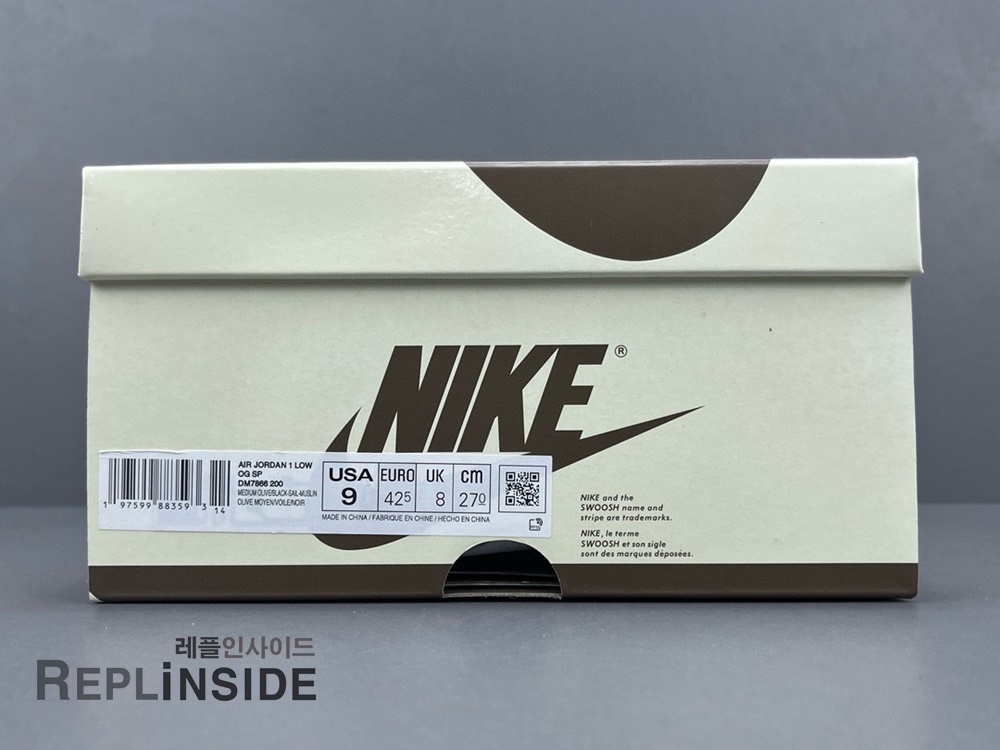 NIKE®
AIR JORDAN 1 LOW
OG SP
DM7866 200
MEDIUM OLIVE/BLACK-SAIL-MUSLIN
OLIVE MOYEN/VOILE/NOIR
1 97599 88359 3 14
USA EURO UK CM
9 42.5 8 27.0
MADE IN CHINA / FABRIQUE EN CHINE / HECHO EN CHINA
NIKE and the
SWOOSH name and
stripe are trademarks.
NIKE, le terme
SWOOSH et son sigle
sont des marques déposées.
레플인사이드
REPLiNSIDE